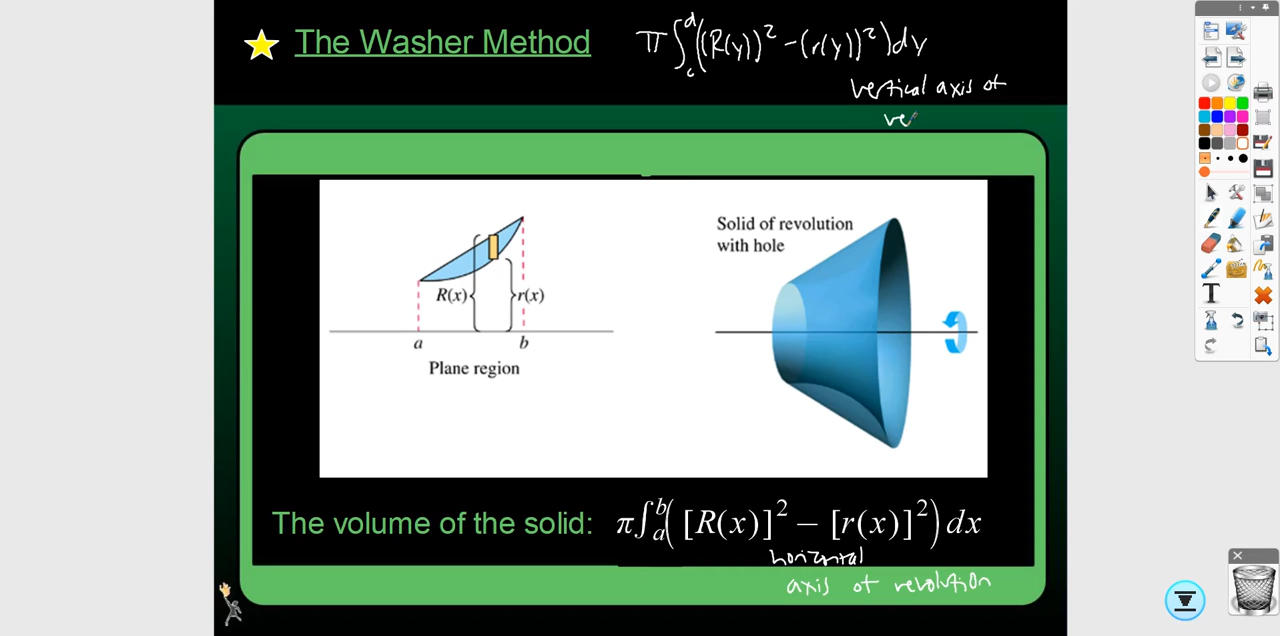 The Washer Method
π∫_c^d((R(y))² −(r(y))²)dy
vertical axis of
re
Solid of revolution
with hole
R(x)
r(x)
a
b
Plane region
The volume of the solid: π∫_a^b([R(x)]² − [r(x)]²)dx
horizontal
axis of revolution
T